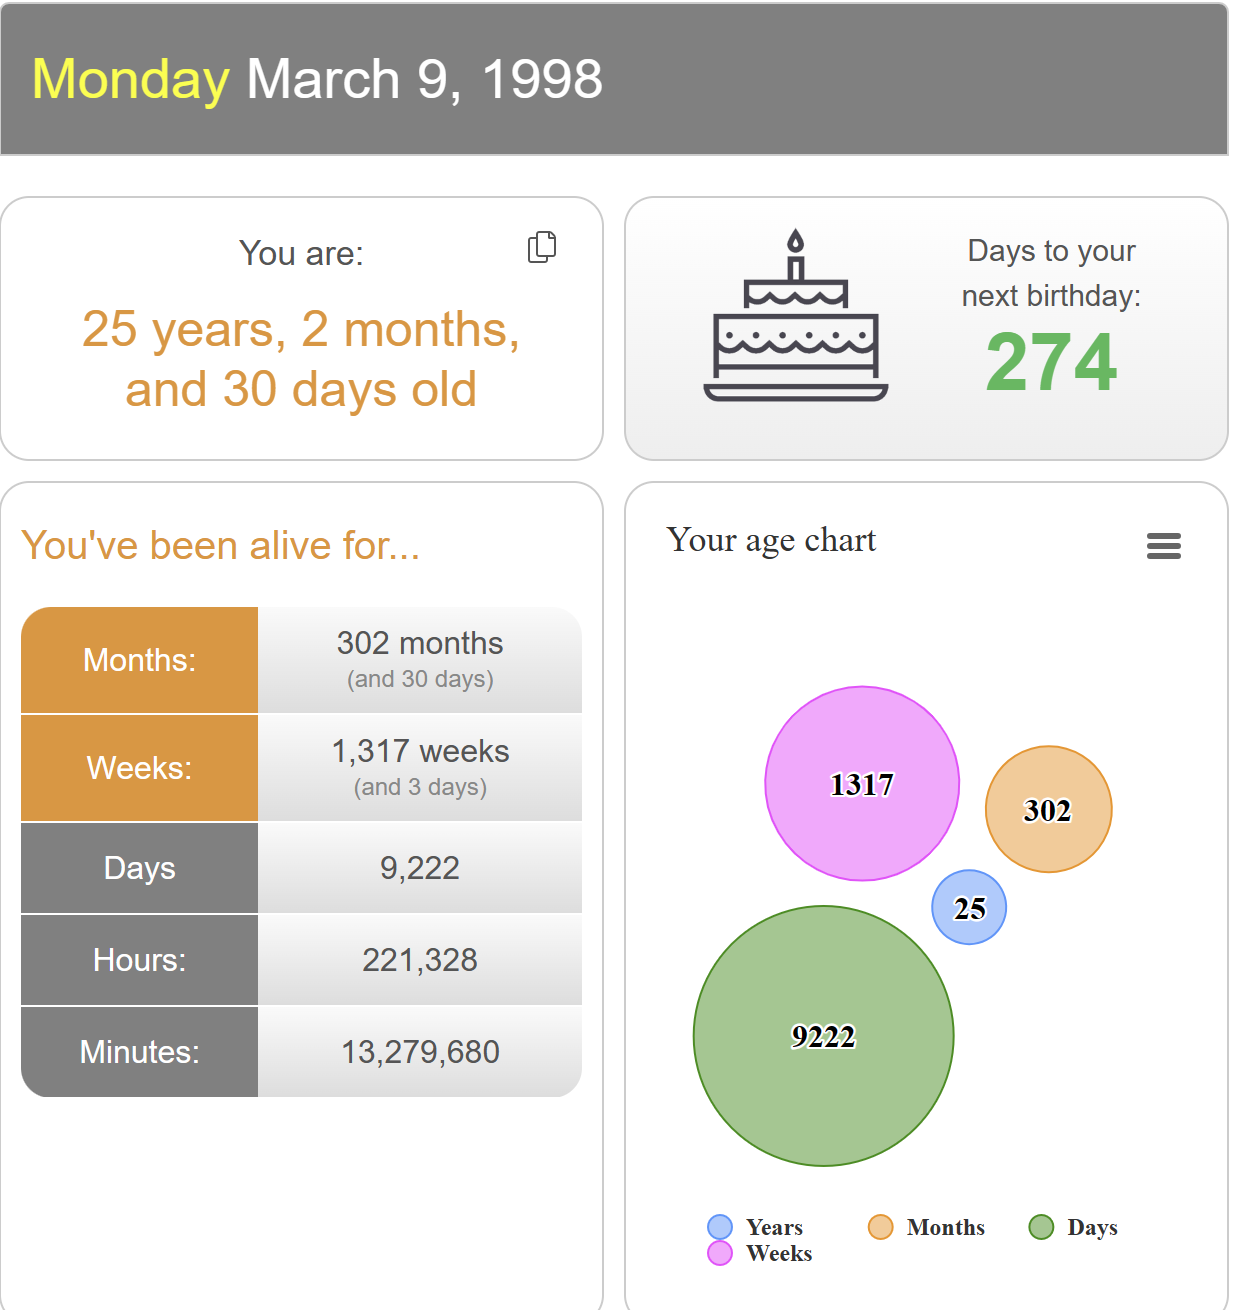 Monday March 9, 1998
You are:
25 years, 2 months,
and 30 days old
Days to your
next birthday:
274
You've been alive for...
Months:
302 months
(and 30 days)
Weeks:
1,317 weeks
(and 3 days)
Days
9,222
Hours:
221,328
Minutes:
13,279,680
Your age chart
1317
302
25
9222
Years
Months
Days
Weeks